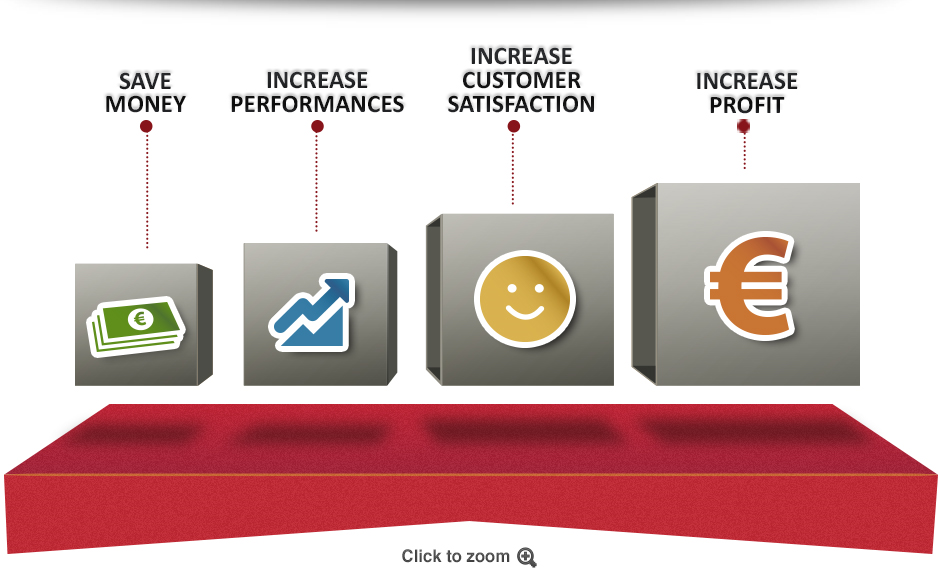 SAVE
MONEY
INCREASE
PERFORMANCES
INCREASE
CUSTOMER
SATISFACTION
INCREASE
PROFIT
€
€
Click to zoom